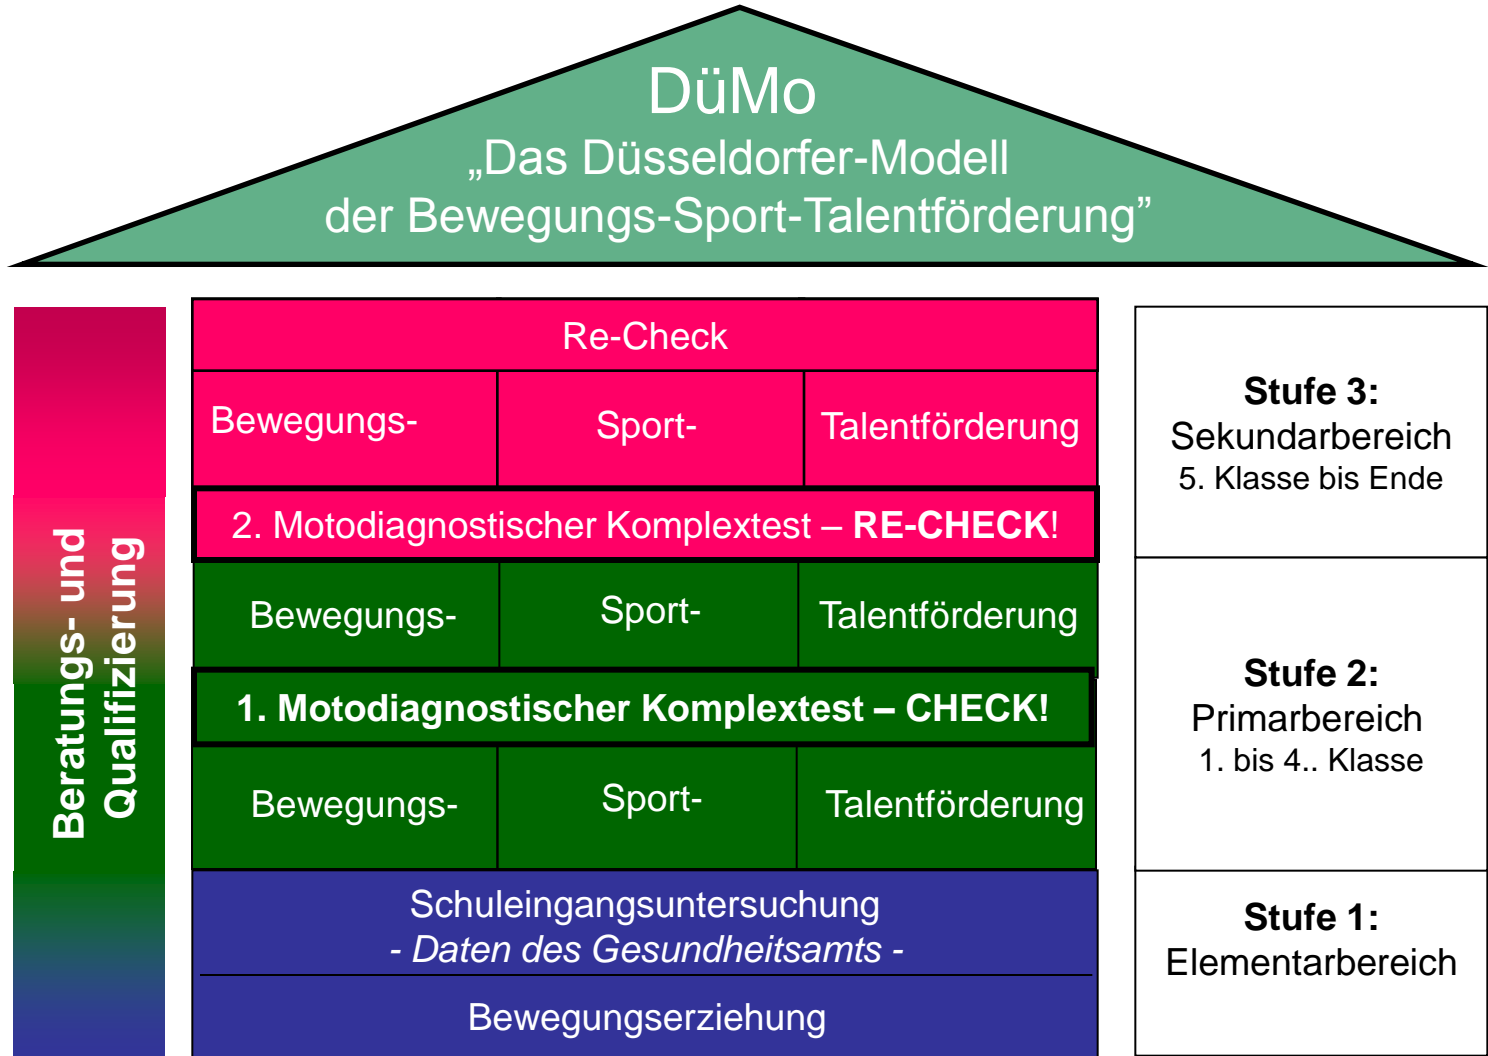 DüMo
„Das Düsseldorfer-Modell
der Bewegungs-Sport-Talentförderung”
Beratungs- und
Qualifizierung
Re-Check
Bewegungs-
Sport-
Talentförderung
2. Motodiagnostischer Komplextest – RE-CHECK!
Bewegungs-
Sport-
Talentförderung
1. Motodiagnostischer Komplextest – CHECK!
Bewegungs-
Sport-
Talentförderung
Schuleingangsuntersuchung
- Daten des Gesundheitsamts -
Bewegungserziehung
Stufe 3:
Sekundarbereich
5. Klasse bis Ende
Stufe 2:
Primarbereich
1. bis 4.. Klasse
Stufe 1:
Elementarbereich